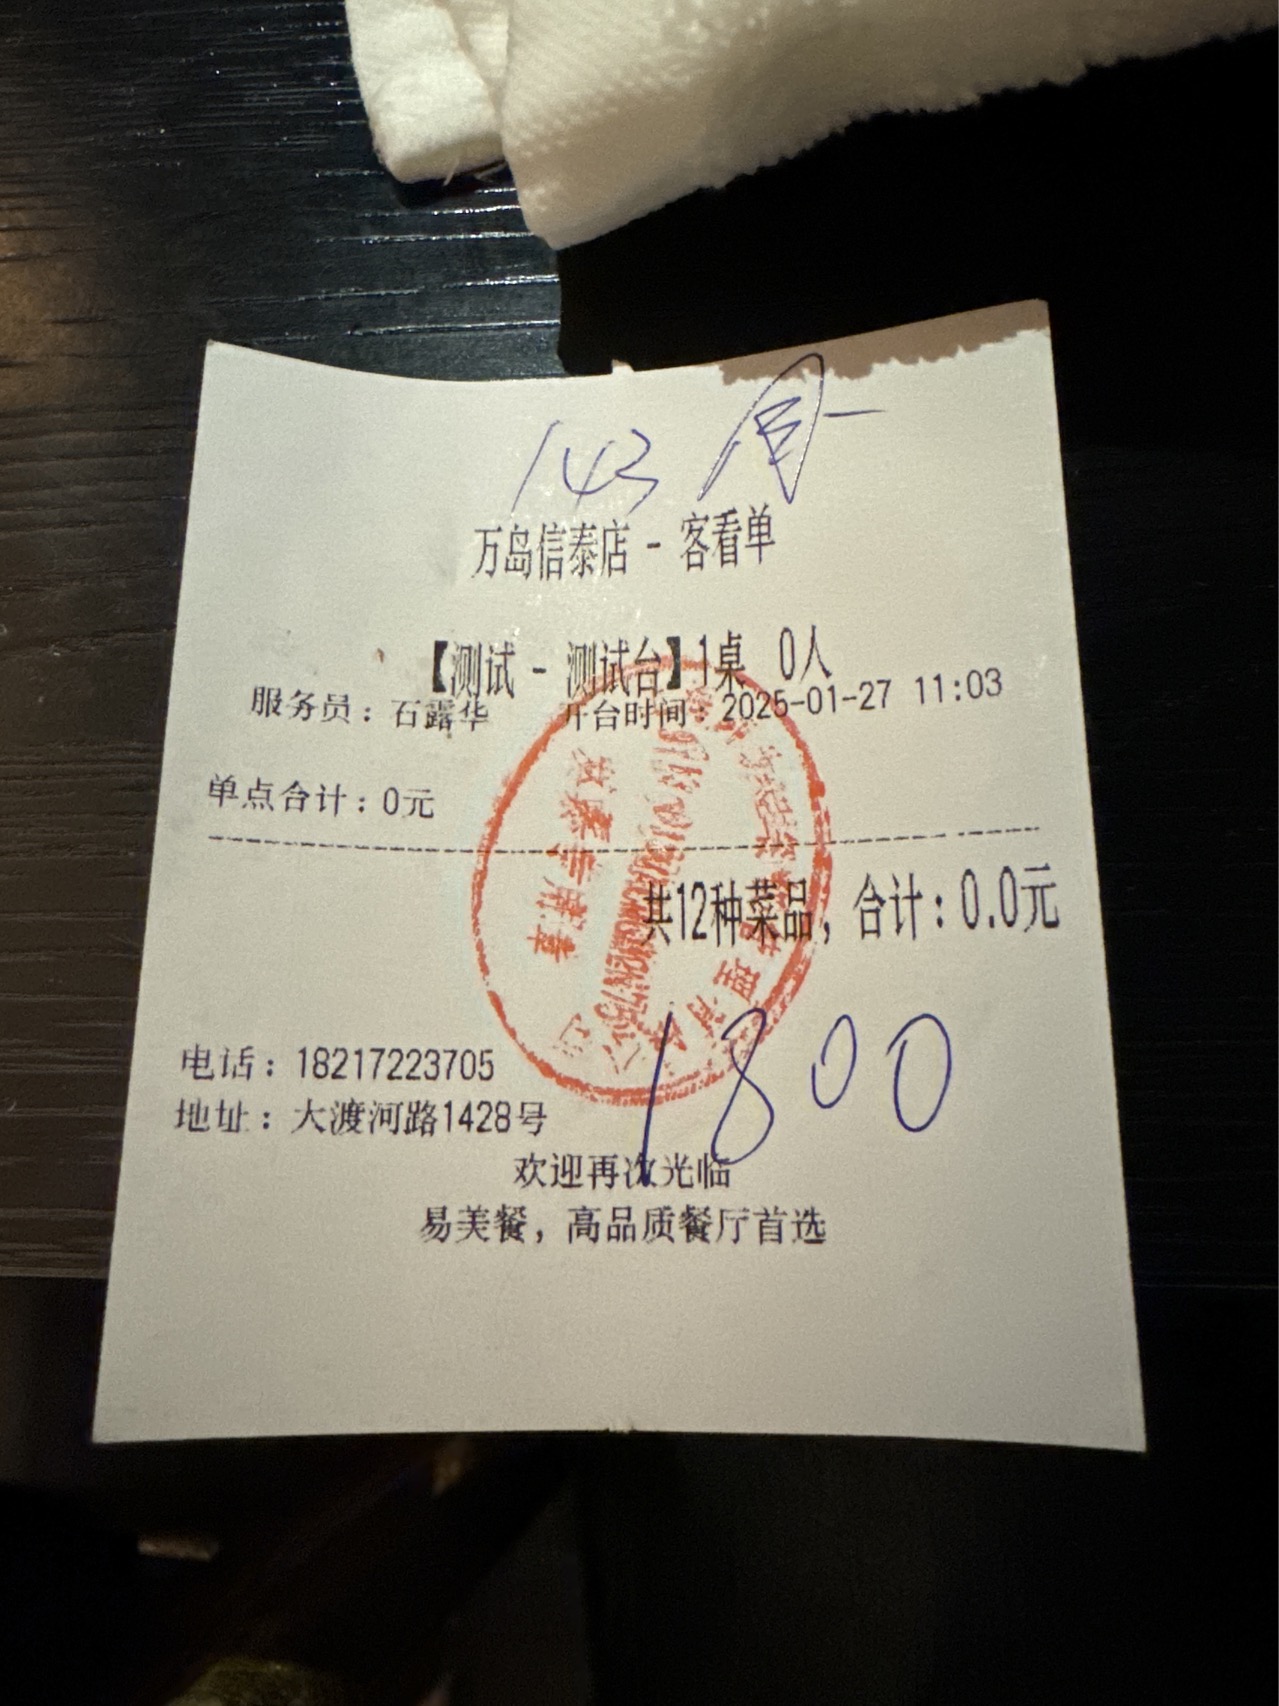 143
万岛信泰店 - 客看单
【测试 - 测试台】1桌 0人
服务员：石露华 开台时间：2025-01-27 11:03
单点合计：0元
共12种菜品，合计：0.0元
1800
电话：18217223705
地址：大渡河路1428号
欢迎再次光临
易美餐，高品质餐厅首选